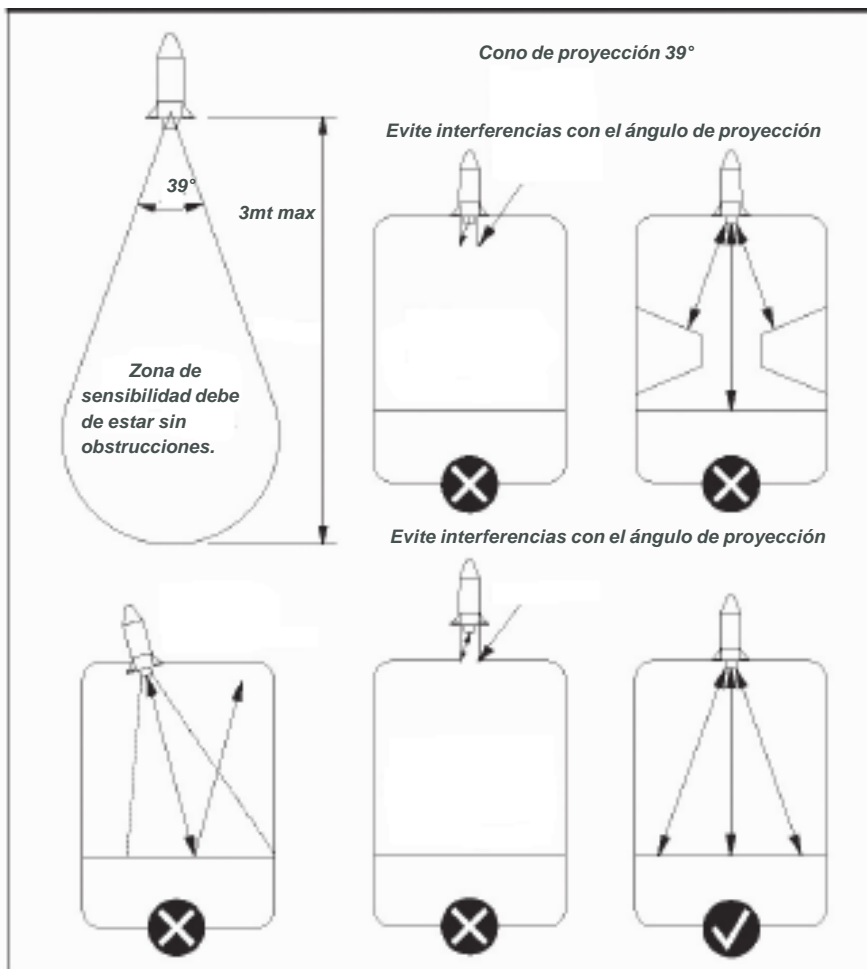 Cono de proyección 39°
Evite interferencias con el ángulo de proyección
39°
3mt max
Zona de
sensibilidad debe
de estar sin
obstrucciones.
Evite interferencias con el ángulo de proyección